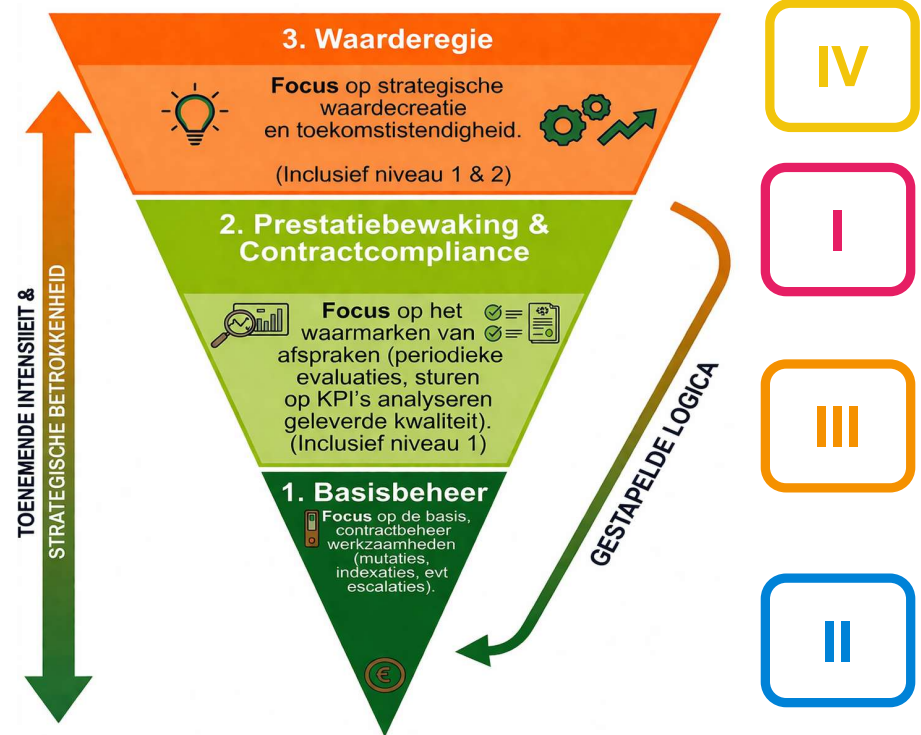 3. Waarderegie
Focus op strategische
waardecreatie
en toekomstistendigheid.
(Inclusief niveau 1 & 2)
2. Prestatiebewaking &
Contractcompliance
Focus op het
waarmarken van
afspraken (periodieke
evaluaties, sturen
op KPI's analyseren
geleverde kwaliteit).
(Inclusief niveau 1)
1. Basisbeheer
Focus op de basis,
contractbeheer
werkzaamheden
(mutaties,
indexaties, evt
escalaties).
€
TOENEMENDE INTENSIIEIT &
STRATEGISCHE BETROKKENHEID
GESTAPELDE LOGICA
IV
I
III
II